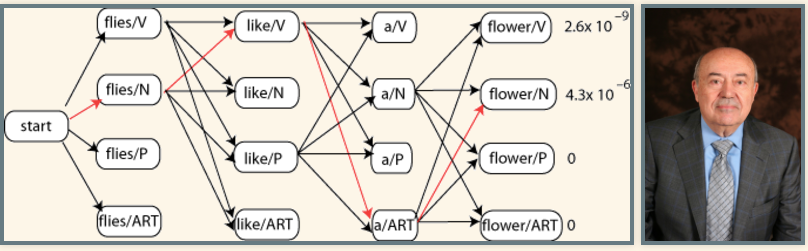 flies/V like/V a/V flower/V 2.6x 10 –9
flies/N like/N a/N flower/N 4.3x 10 –6
start
flies/P like/P a/P flower/P 0
flies/ART like/ART a/ART flower/ART 0